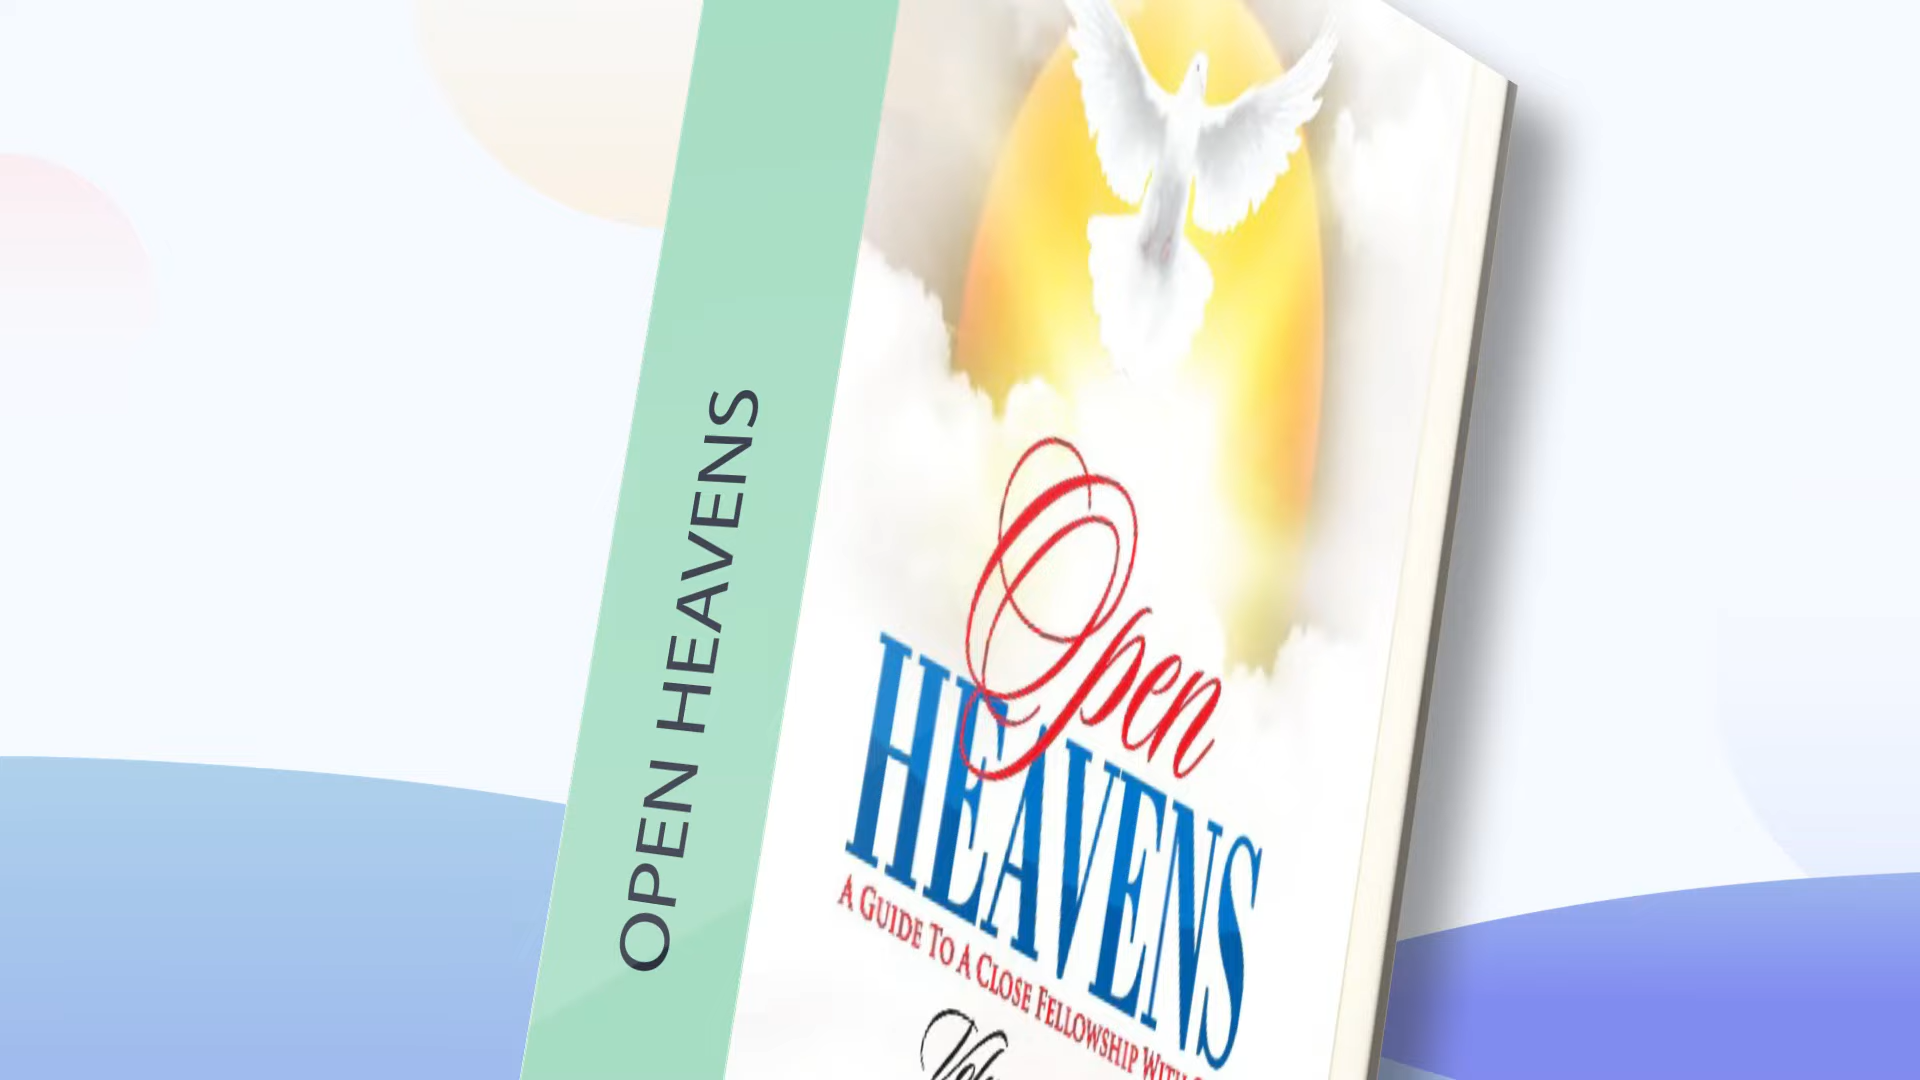 OPEN HEAVENS
Open
HEAVENS
A GUIDE TO A CLOSE FELLOWSHIP WITH